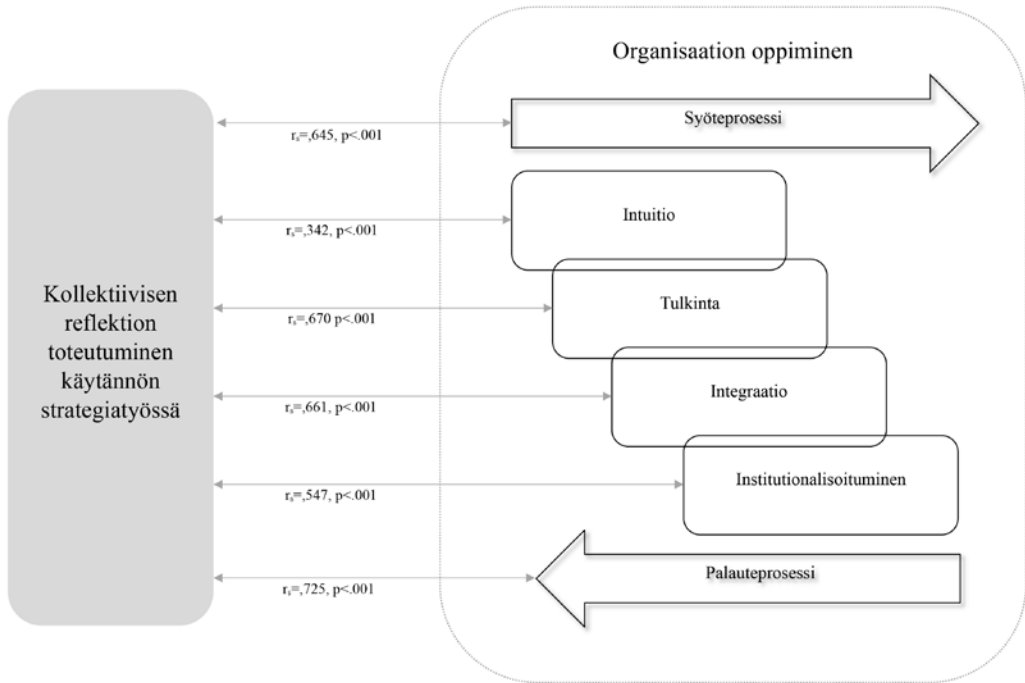 Organisaation oppiminen
Syöteprosessi
rₛ=,645, p<.001
Intuitio
rₛ=,342, p<.001
Kollektiivisen
reflektion
toteutuminen
käytännön
strategiatyössä
Tulkinta
rₛ=,670 p<.001
Integraatio
rₛ=,661, p<.001
Institutionalisoituminen
rₛ=,547, p<.001
Palauteprosessi
rₛ=,725, p<.001